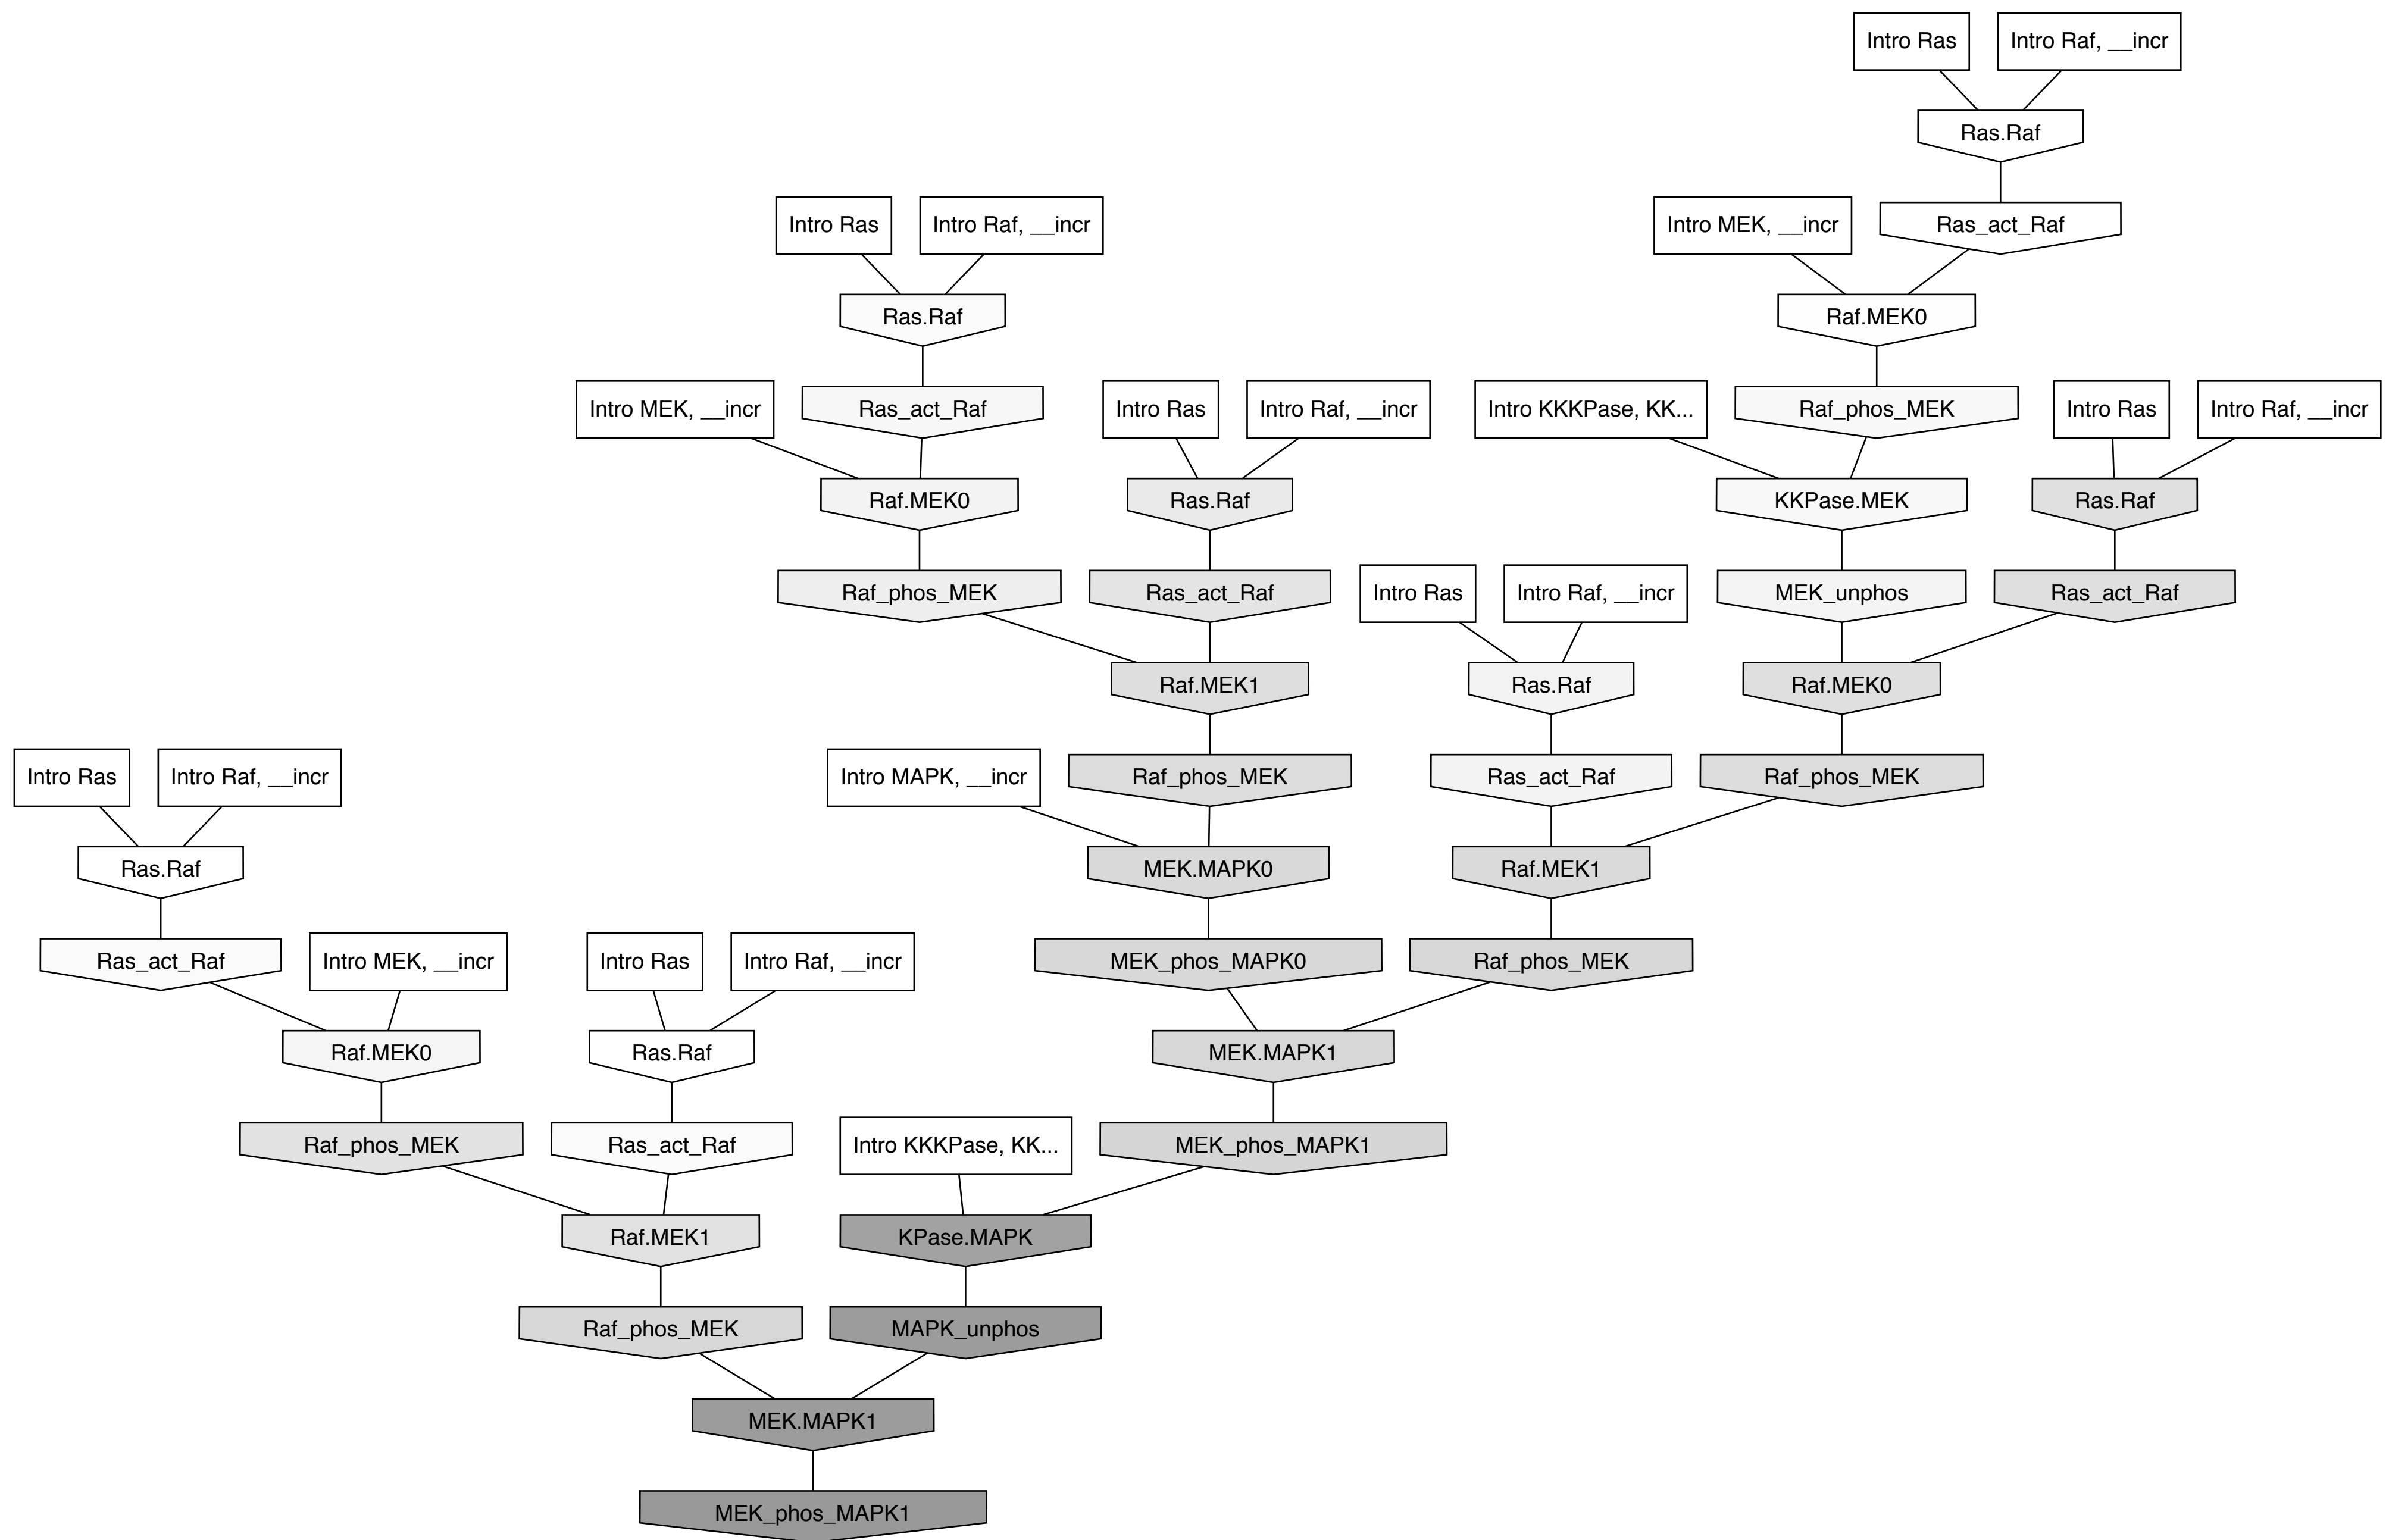 Intro Ras
Intro Raf, __incr
Ras.Raf
Intro Ras
Intro Raf, __incr
Intro MEK, __incr
Ras_act_Raf
Ras.Raf
Raf.MEK0
Intro MEK, __incr
Ras_act_Raf
Intro Ras
Intro Raf, __incr
Intro KKKPase, KK...
Raf_phos_MEK
Intro Ras
Intro Raf, __incr
Raf.MEK0
Ras.Raf
KKPase.MEK
Ras.Raf
Raf_phos_MEK
Ras_act_Raf
Intro Ras
Intro Raf, __incr
MEK_unphos
Ras_act_Raf
Raf.MEK1
Ras.Raf
Raf.MEK0
Intro Ras
Intro Raf, __incr
Intro MAPK, __incr
Raf_phos_MEK
Ras_act_Raf
Raf_phos_MEK
Ras.Raf
MEK.MAPK0
Raf.MEK1
Ras_act_Raf
Intro MEK, __incr
Intro Ras
Intro Raf, __incr
MEK_phos_MAPK0
Raf_phos_MEK
Raf.MEK0
Ras.Raf
MEK.MAPK1
Raf_phos_MEK
Ras_act_Raf
Intro KKKPase, KK...
MEK_phos_MAPK1
Raf.MEK1
KPase.MAPK
Raf_phos_MEK
MAPK_unphos
MEK.MAPK1
MEK_phos_MAPK1